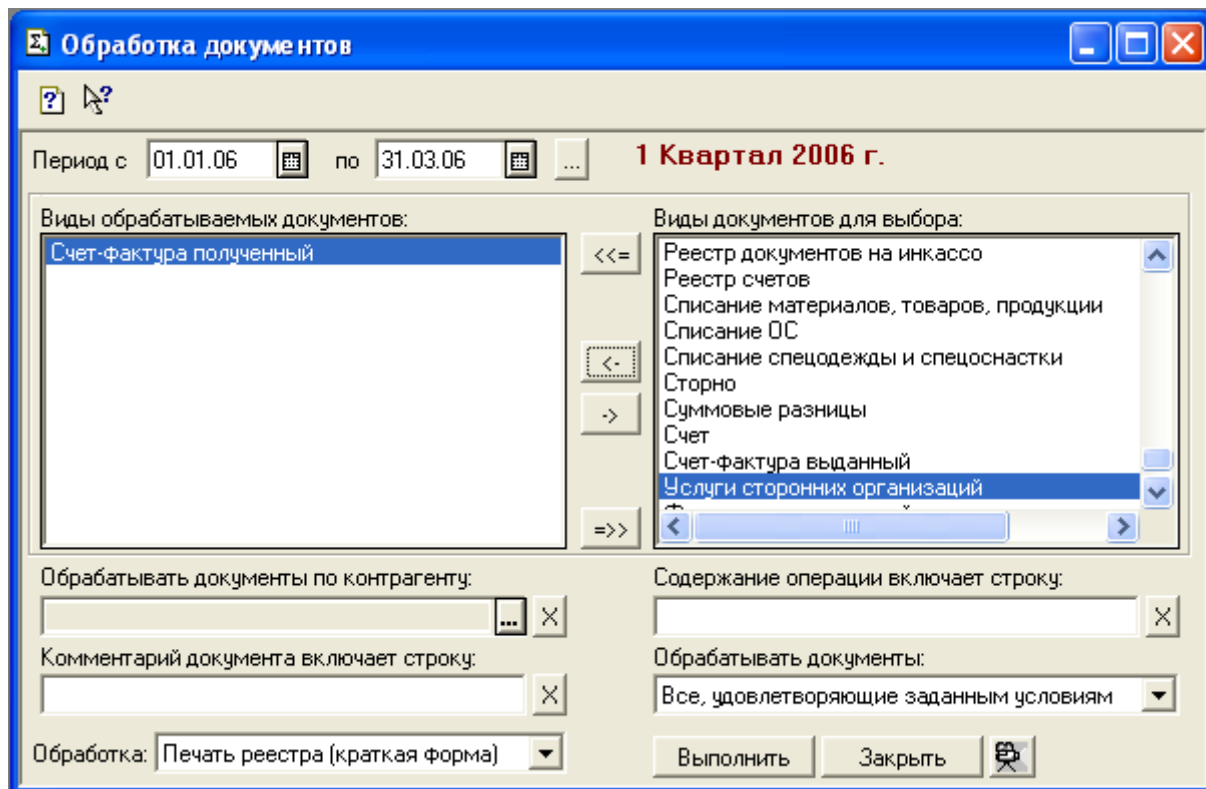 Обработка документов
Период с 01.01.06 по 31.03.06 ... 1 Квартал 2006 г.
Виды обрабатываемых документов:
Счет-фактура полученный
<<=
<-
->
=>>
Виды документов для выбора:
Реестр документов на инкассо
Реестр счетов
Списание материалов, товаров, продукции
Списание ОС
Списание спецодежды и спецоснастки
Сторно
Суммовые разницы
Счет
Счет-фактура выданный
Услуги сторонних организаций
Обрабатывать документы по контрагенту:
... X
Содержание операции включает строку:
X
Комментарий документа включает строку:
X
Обрабатывать документы:
Все, удовлетворяющие заданным условиям
Обработка: Печать реестра (краткая форма)
Выполнить Закрыть